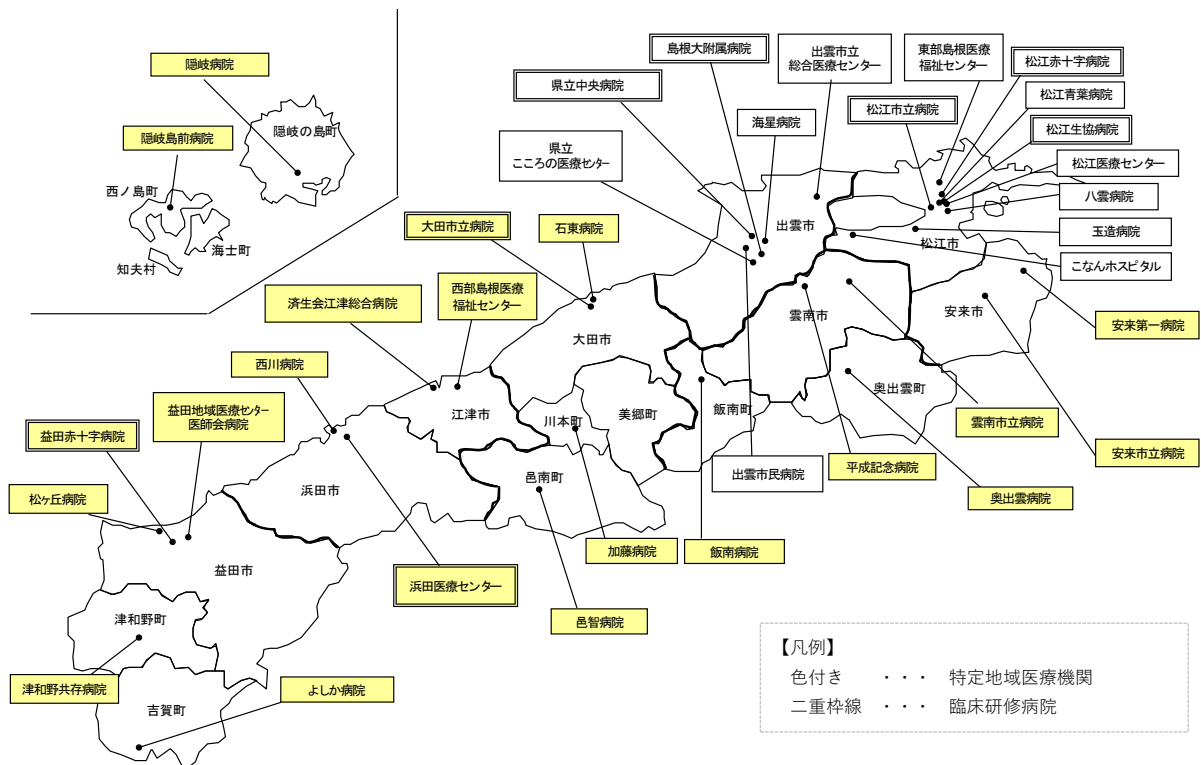 隠岐病院
隠岐島前病院
隠岐の島町
西ノ島町
海士町
知夫村
島根大附属病院
出雲市立
総合医療センター
東部島根医療
福祉センター
松江赤十字病院
県立中央病院
松江青葉病院
松江市立病院
海星病院
松江生協病院
県立
こころの医療センター
松江医療センター
八雲病院
大田市立病院
石東病院
出雲市
玉造病院
松江市
こなんホスピタル
済生会江津総合病院
西部島根医療
福祉センター
雲南市
安来市
安来第一病院
大田市
西川病院
奥出雲町
益田地域医療センター
医師会病院
江津市
川本町
美郷町
飯南町
雲南市立病院
益田赤十字病院
安来市立病院
平成記念病院
出雲市民病院
邑南町
浜田市
奥出雲病院
松ヶ丘病院
加藤病院
飯南病院
益田市
浜田医療センター
邑智病院
津和野町
津和野共存病院
よしか病院
吉賀町
【凡例】
色付き ・・・ 特定地域医療機関
二重枠線 ・・・ 臨床研修病院